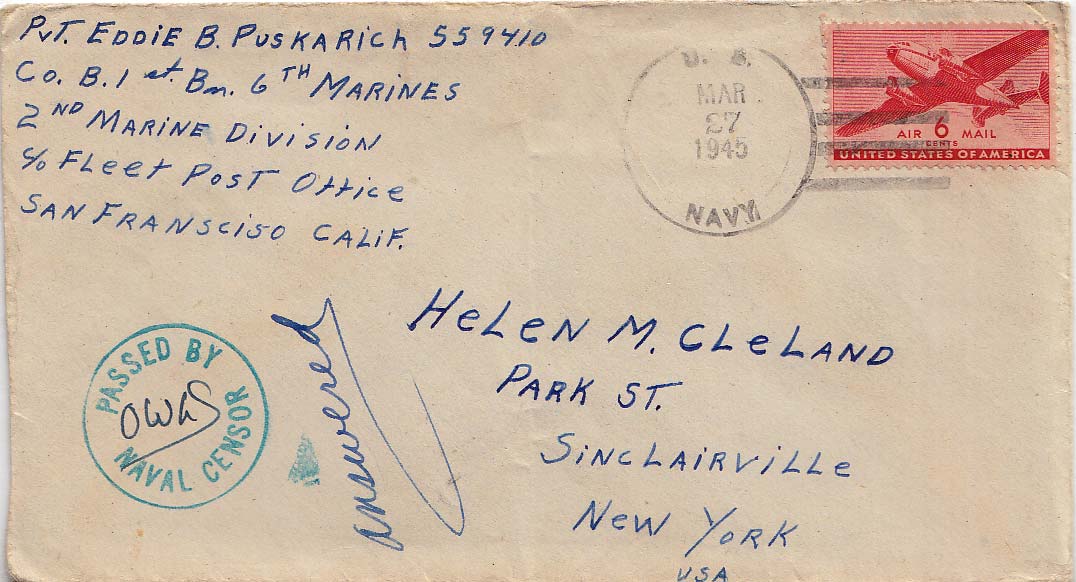 PvT. EDDIE B. PUSKARICH 559410
Co. B. 1 st. Bn. 6TH MARINES
2ND MARINE DIVISION
c/o FLEET POST OFFICE
SAN FRANSCISO CALIF.
U. S.
MAR
27
1945
NAVY
AIR 6 MAIL
CENTS
UNITED STATES OF AMERICA
HELEN M. CLELAND
PARK ST.
SINCLAIRVILLE
NEW YORK
USA
PASSED BY
NAVAL CENSOR
answered